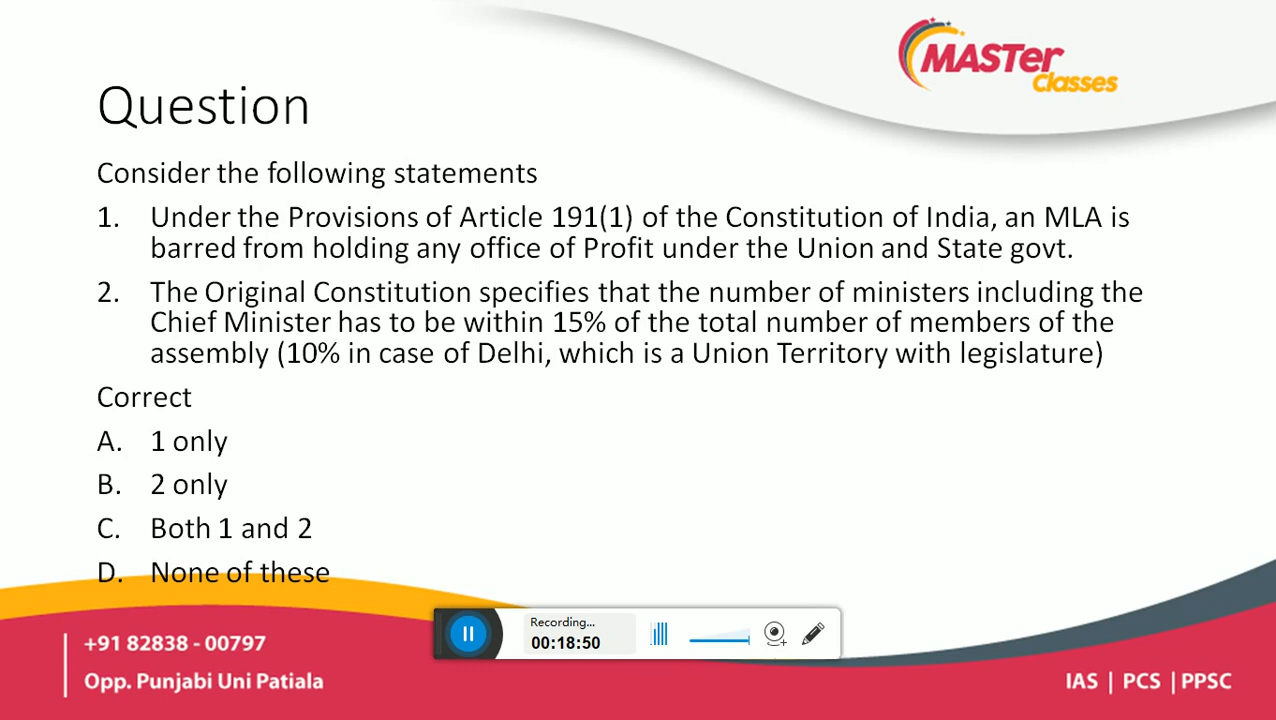 MASTer
Classes
Question
Consider the following statements
1. Under the Provisions of Article 191(1) of the Constitution of India, an MLA is
barred from holding any office of Profit under the Union and State govt.
2. The Original Constitution specifies that the number of ministers including the
Chief Minister has to be within 15% of the total number of members of the
assembly (10% in case of Delhi, which is a Union Territory with legislature)
Correct
A. 1 only
B. 2 only
C. Both 1 and 2
D. None of these
Recording...
00:18:50
+91 82838 - 00797
Opp. Punjabi Uni Patiala
IAS | PCS | PPSC